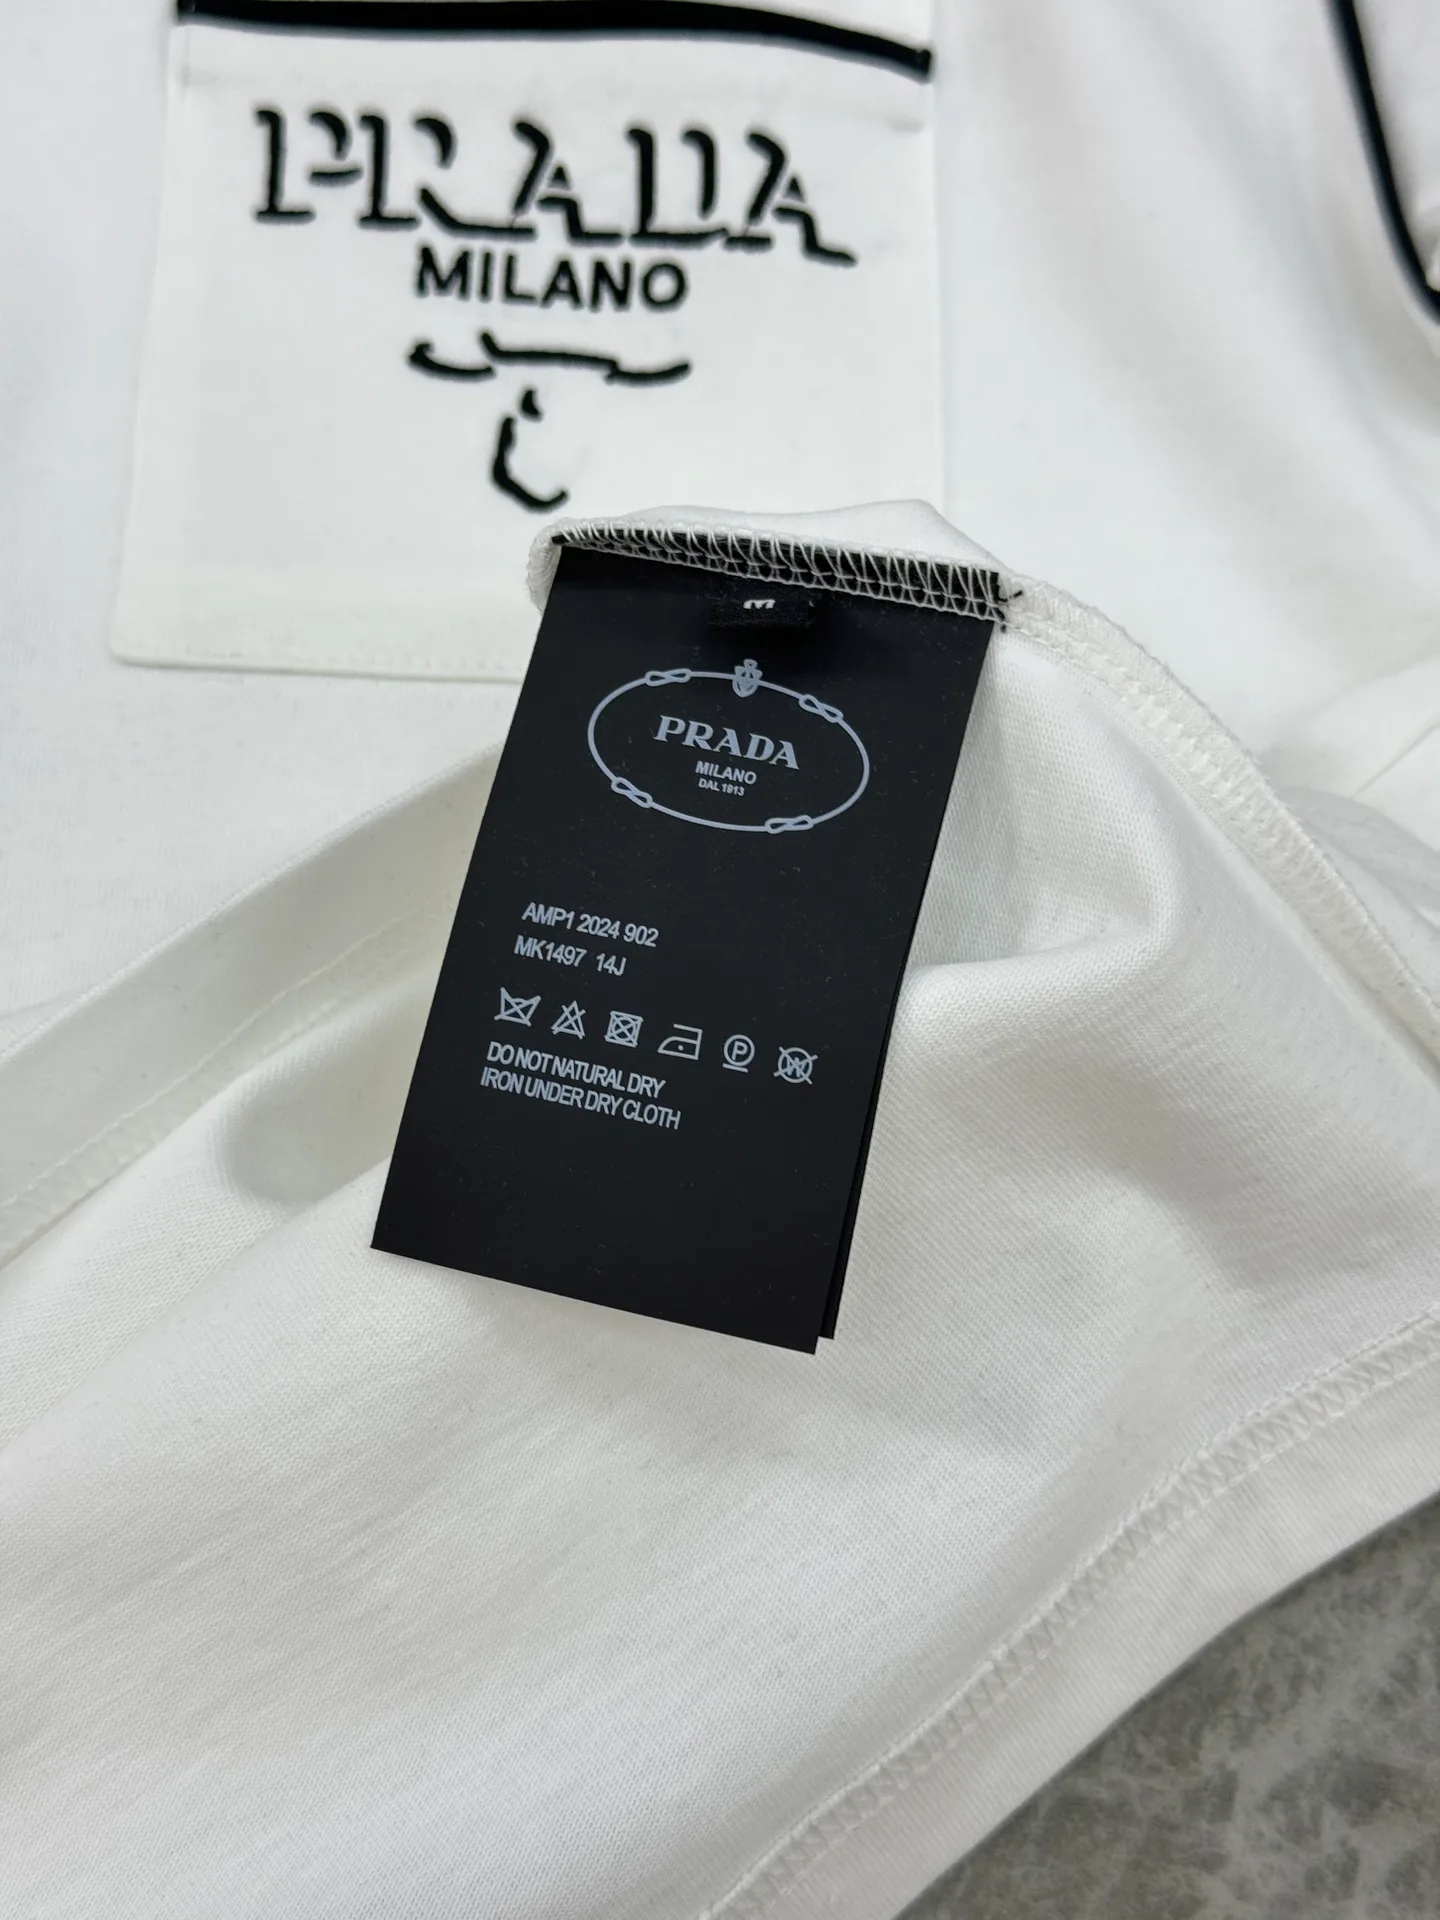 PRADA
MILANO
M
PRADA
MILANO
DAL 1913
AMP1 2024 902
MK1497 14J
P
W
DO NOT NATURAL DRY
IRON UNDER DRY CLOTH